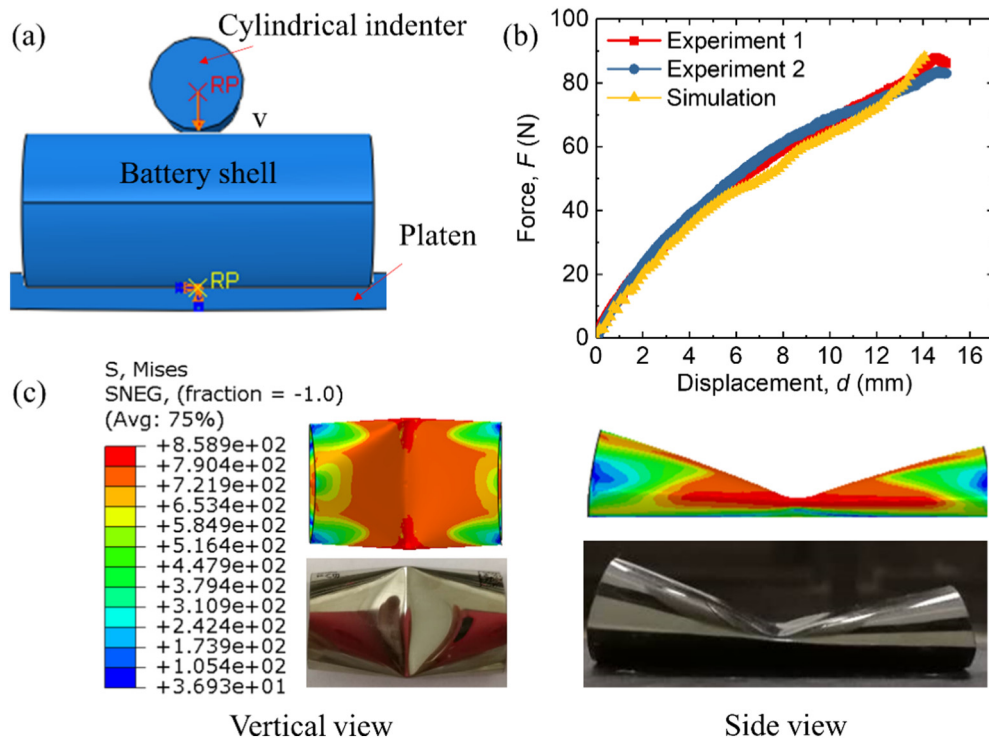 (a)
Cylindrical indenter
RP
v
Battery shell
Platen
RP
(b)
100
80
60
40
20
0
Force, F (N)
Experiment 1
Experiment 2
Simulation
0 2 4 6 8 10 12 14 16
Displacement, d (mm)
(c)
S, Mises
SNEG, (fraction = -1.0)
(Avg: 75%)
+8.589e+02
+7.904e+02
+7.219e+02
+6.534e+02
+5.849e+02
+5.164e+02
+4.479e+02
+3.794e+02
+3.109e+02
+2.424e+02
+1.739e+02
+1.054e+02
+3.693e+01
Vertical view
Side view